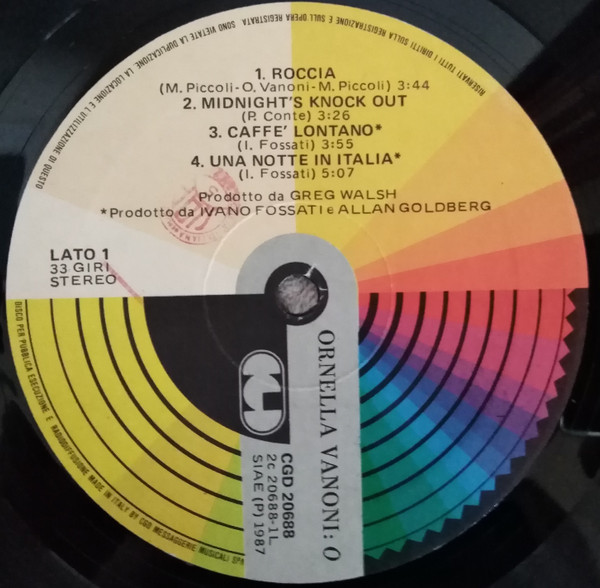 RISERVATI TUTTI I DIRITTI SULLA REGISTRAZIONE E SULL'OPERA REGISTRATA SONO VIETATE LA DUPLICAZIONE, LA LOCAZIONE E L'UTILIZZAZIONE DI QUESTO
DISCO PER PUBBLICA ESECUZIONE E RADIODIFFUSIONE MADE IN ITALY BY CGD MESSAGGERIE MUSICALI SPA
1. ROCCIA
(M. Piccoli-O. Vanoni-M. Piccoli) 3:44
2. MIDNIGHT'S KNOCK OUT
(P. Conte) 3:26
3. CAFFE' LONTANO*
(I. Fossati) 3:55
4. UNA NOTTE IN ITALIA*
(I. Fossati) 5:07
Prodotto da GREG WALSH
*Prodotto da IVANO FOSSATI e ALLAN GOLDBERG
LATO 1
33 GIRI
STEREO
ORNELLA VANONI: O
CGD 20688
2c 20688-1L
SIAE (P) 1987